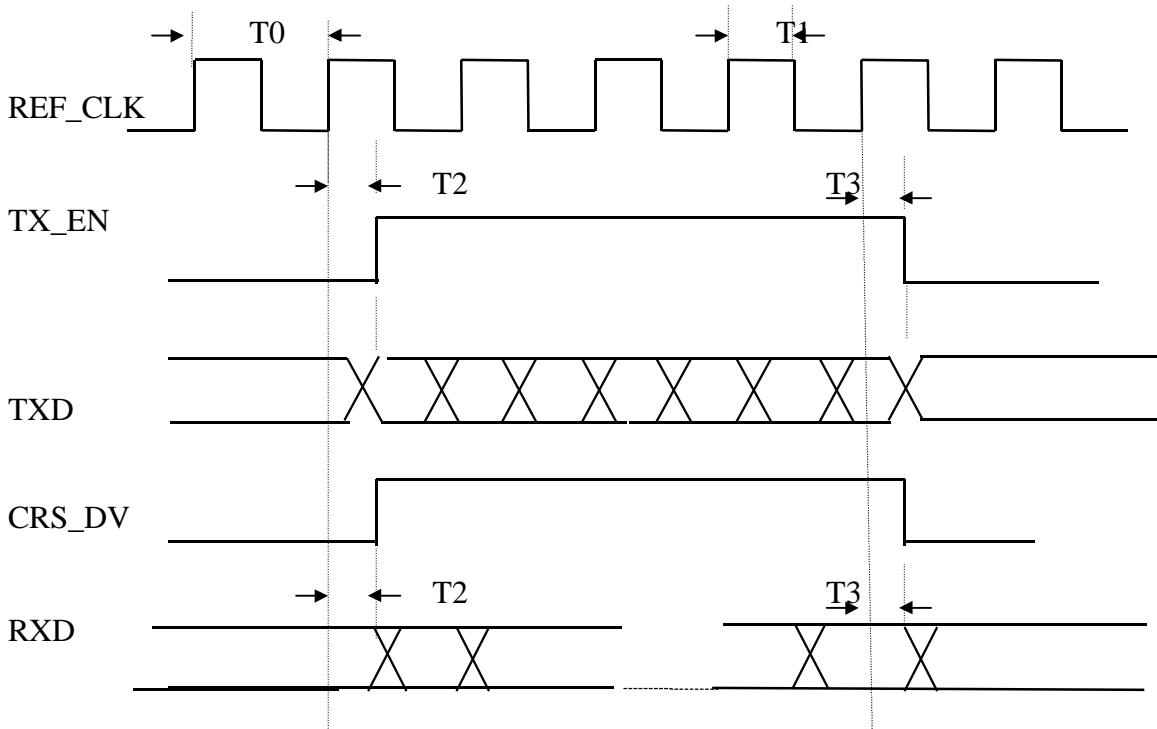 T0
T1
REF_CLK
T2
T3
TX_EN
TXD
CRS_DV
T2
T3
RXD